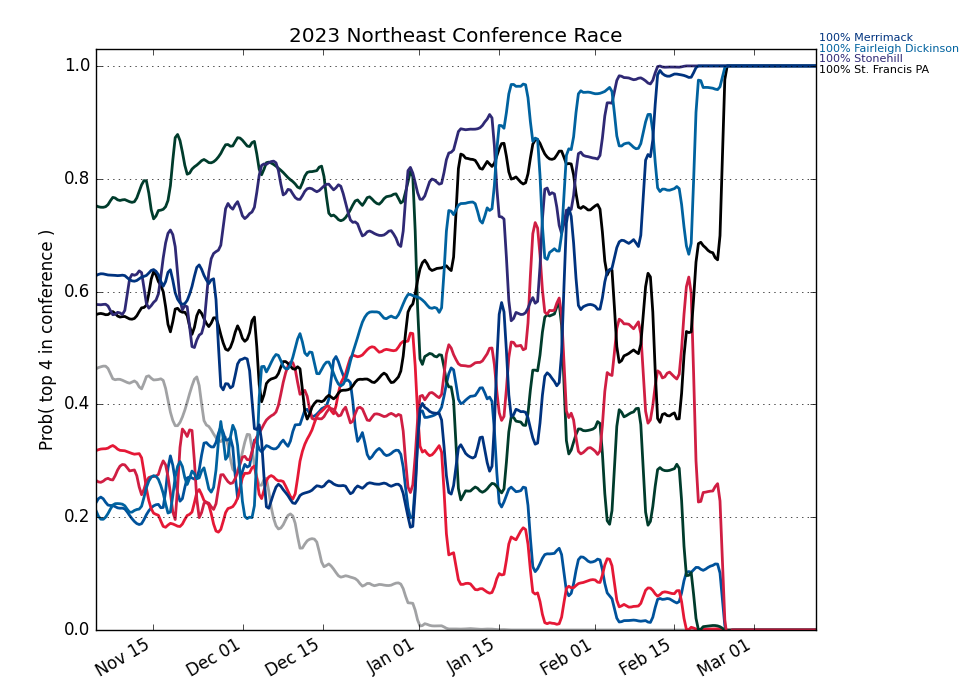 2023 Northeast Conference Race
100% Merrimack
100% Fairleigh Dickinson
100% Stonehill
100% St. Francis PA
Prob( top 4 in conference )
1.0
0.8
0.6
0.4
0.2
0.0
Nov 15
Dec 01
Dec 15
Jan 01
Jan 15
Feb 01
Feb 15
Mar 01